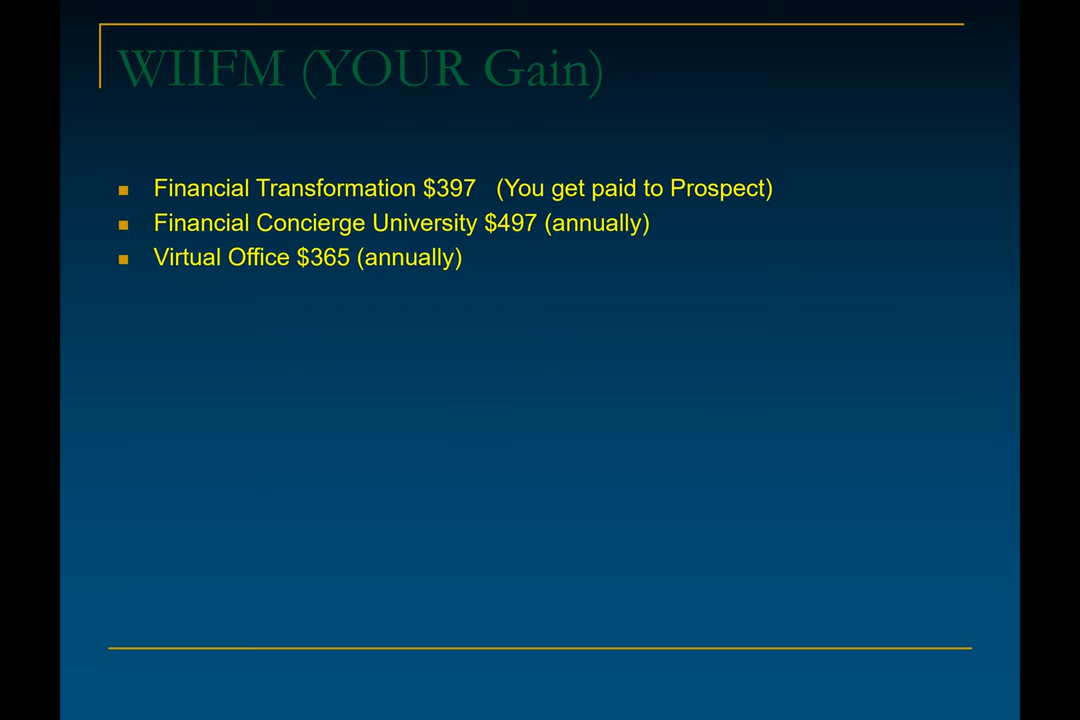 WIIFM (YOUR Gain)
Financial Transformation $397 (You get paid to Prospect)
Financial Concierge University $497 (annually)
Virtual Office $365 (annually)